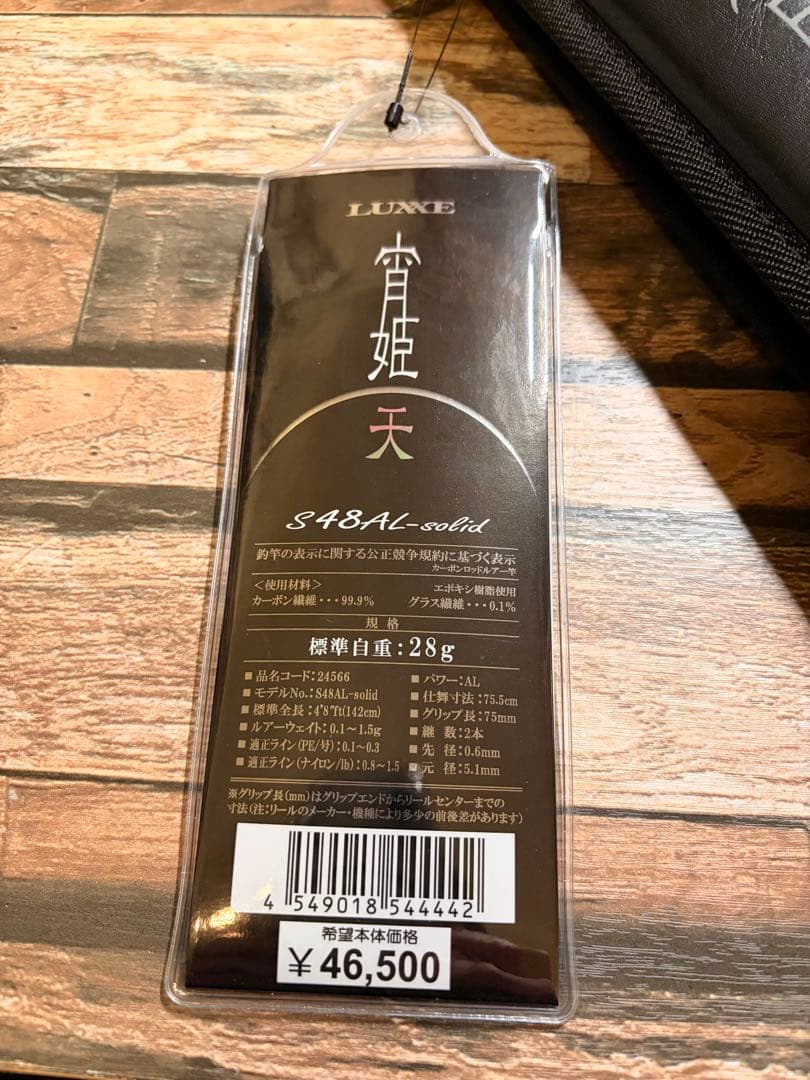 LUXXE
宵姫
天
S48AL-solid
釣竿の表示に関する公正競争規約に基づく表示
カーボンロッドルアー竿
＜使用材料＞ エポキシ樹脂使用
カーボン繊維・・・99.9% グラス繊維・・・0.1%
規格
標準自重：28g
■品名コード：24566
■モデルNo.：S48AL-solid
■標準全長：4'8"ft(142cm)
■ルアーウェイト：0.1～1.5g
■適正ライン(PE/号)：0.1～0.3
■適正ライン(ナイロン/lb)：0.8～1.5
■パワー：AL
■仕舞寸法：75.5cm
■グリップ長：75mm
■継数：2本
■先径：0.6mm
■元径：5.1mm
※グリップ長(mm)はグリップエンドからリールセンターまでの
寸法(注：リールのメーカー・機種により多少の前後差があります)
4 549018 544442
希望本体価格
￥46,500